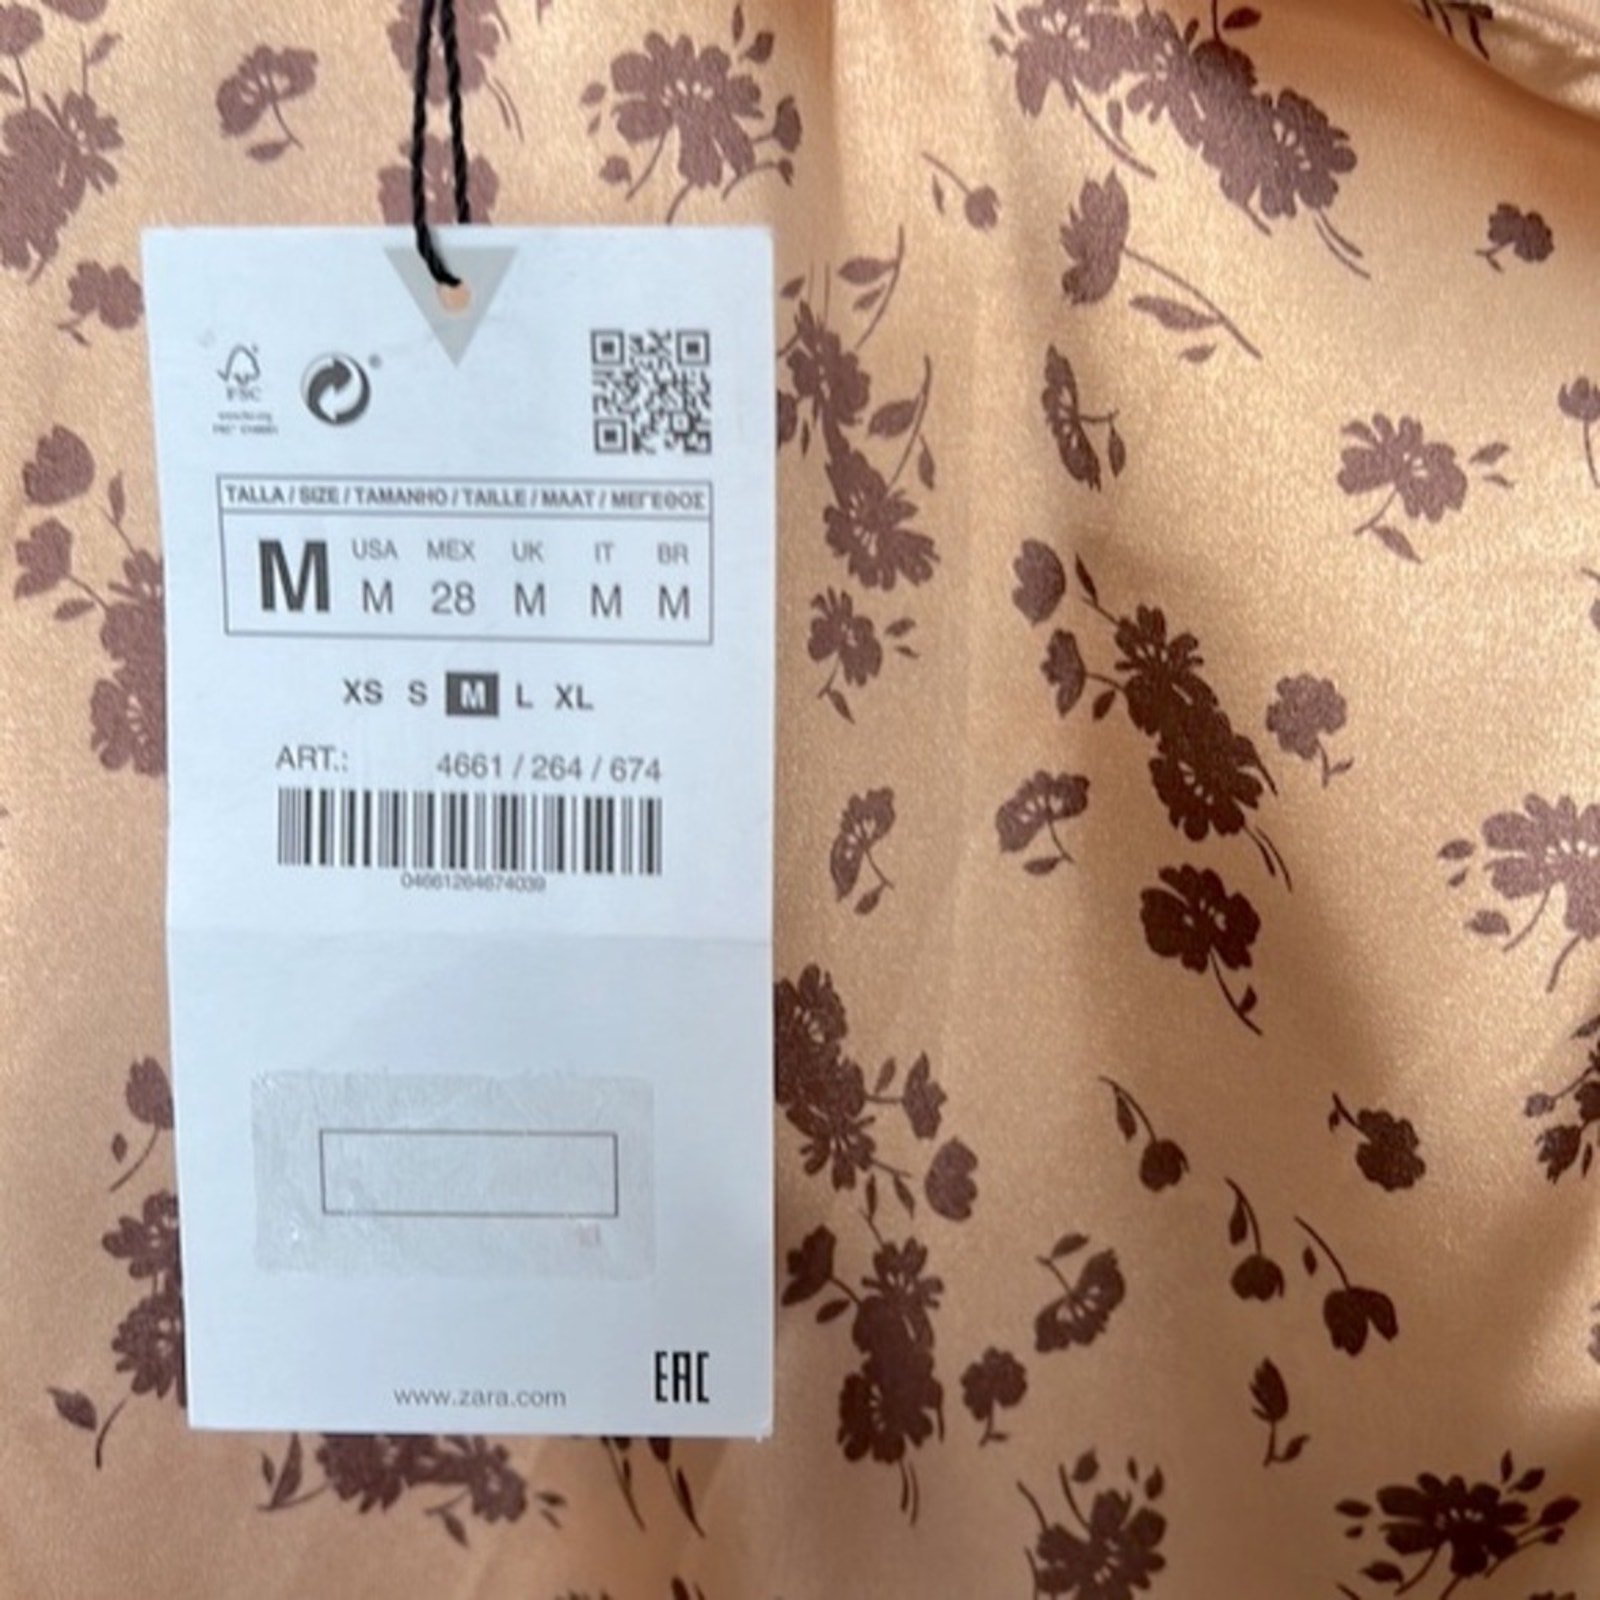 FSC
®
TALLA / SIZE / TAMANHO / TAILLE / MAAT / ΜΕΓΕΘΟΣ
M USA MEX UK IT BR
M 28 M M M
XS S M L XL
ART.: 4661 / 264 / 674
04661264674039
www.zara.com
EAC